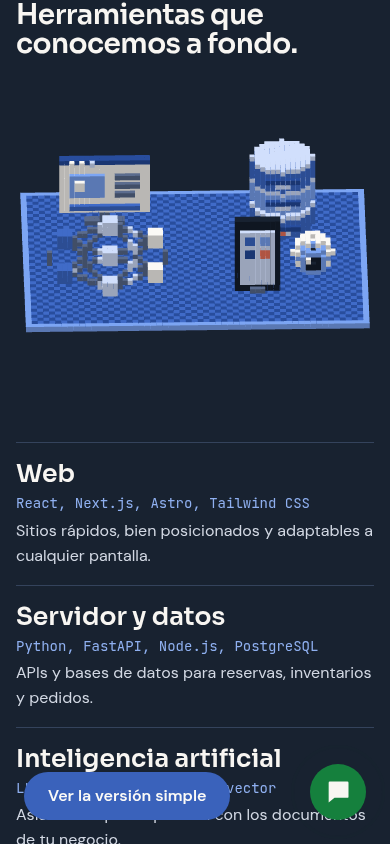 Herramientas que
conocemos a fondo.
Web
React, Next.js, Astro, Tailwind CSS
Sitios rápidos, bien posicionados y adaptables a
cualquier pantalla.
Servidor y datos
Python, FastAPI, Node.js, PostgreSQL
APIs y bases de datos para reservas, inventarios
y pedidos.
Inteligencia artificial
vector
Ver la versión simple
con los documentos
de tu negocio.